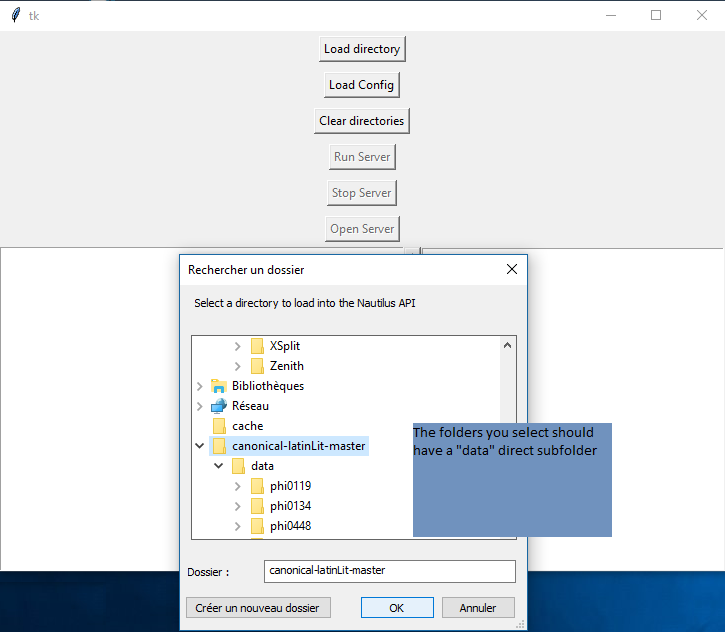 tk
Load directory
Load Config
Clear directories
Run Server
Stop Server
Open Server
Rechercher un dossier
Select a directory to load into the Nautilus API
XSplit
Zenith
Bibliothèques
Réseau
cache
canonical-latinLit-master
data
phi0119
phi0134
phi0448
The folders you select should
have a "data" direct subfolder
Dossier :
canonical-latinLit-master
Créer un nouveau dossier
OK
Annuler